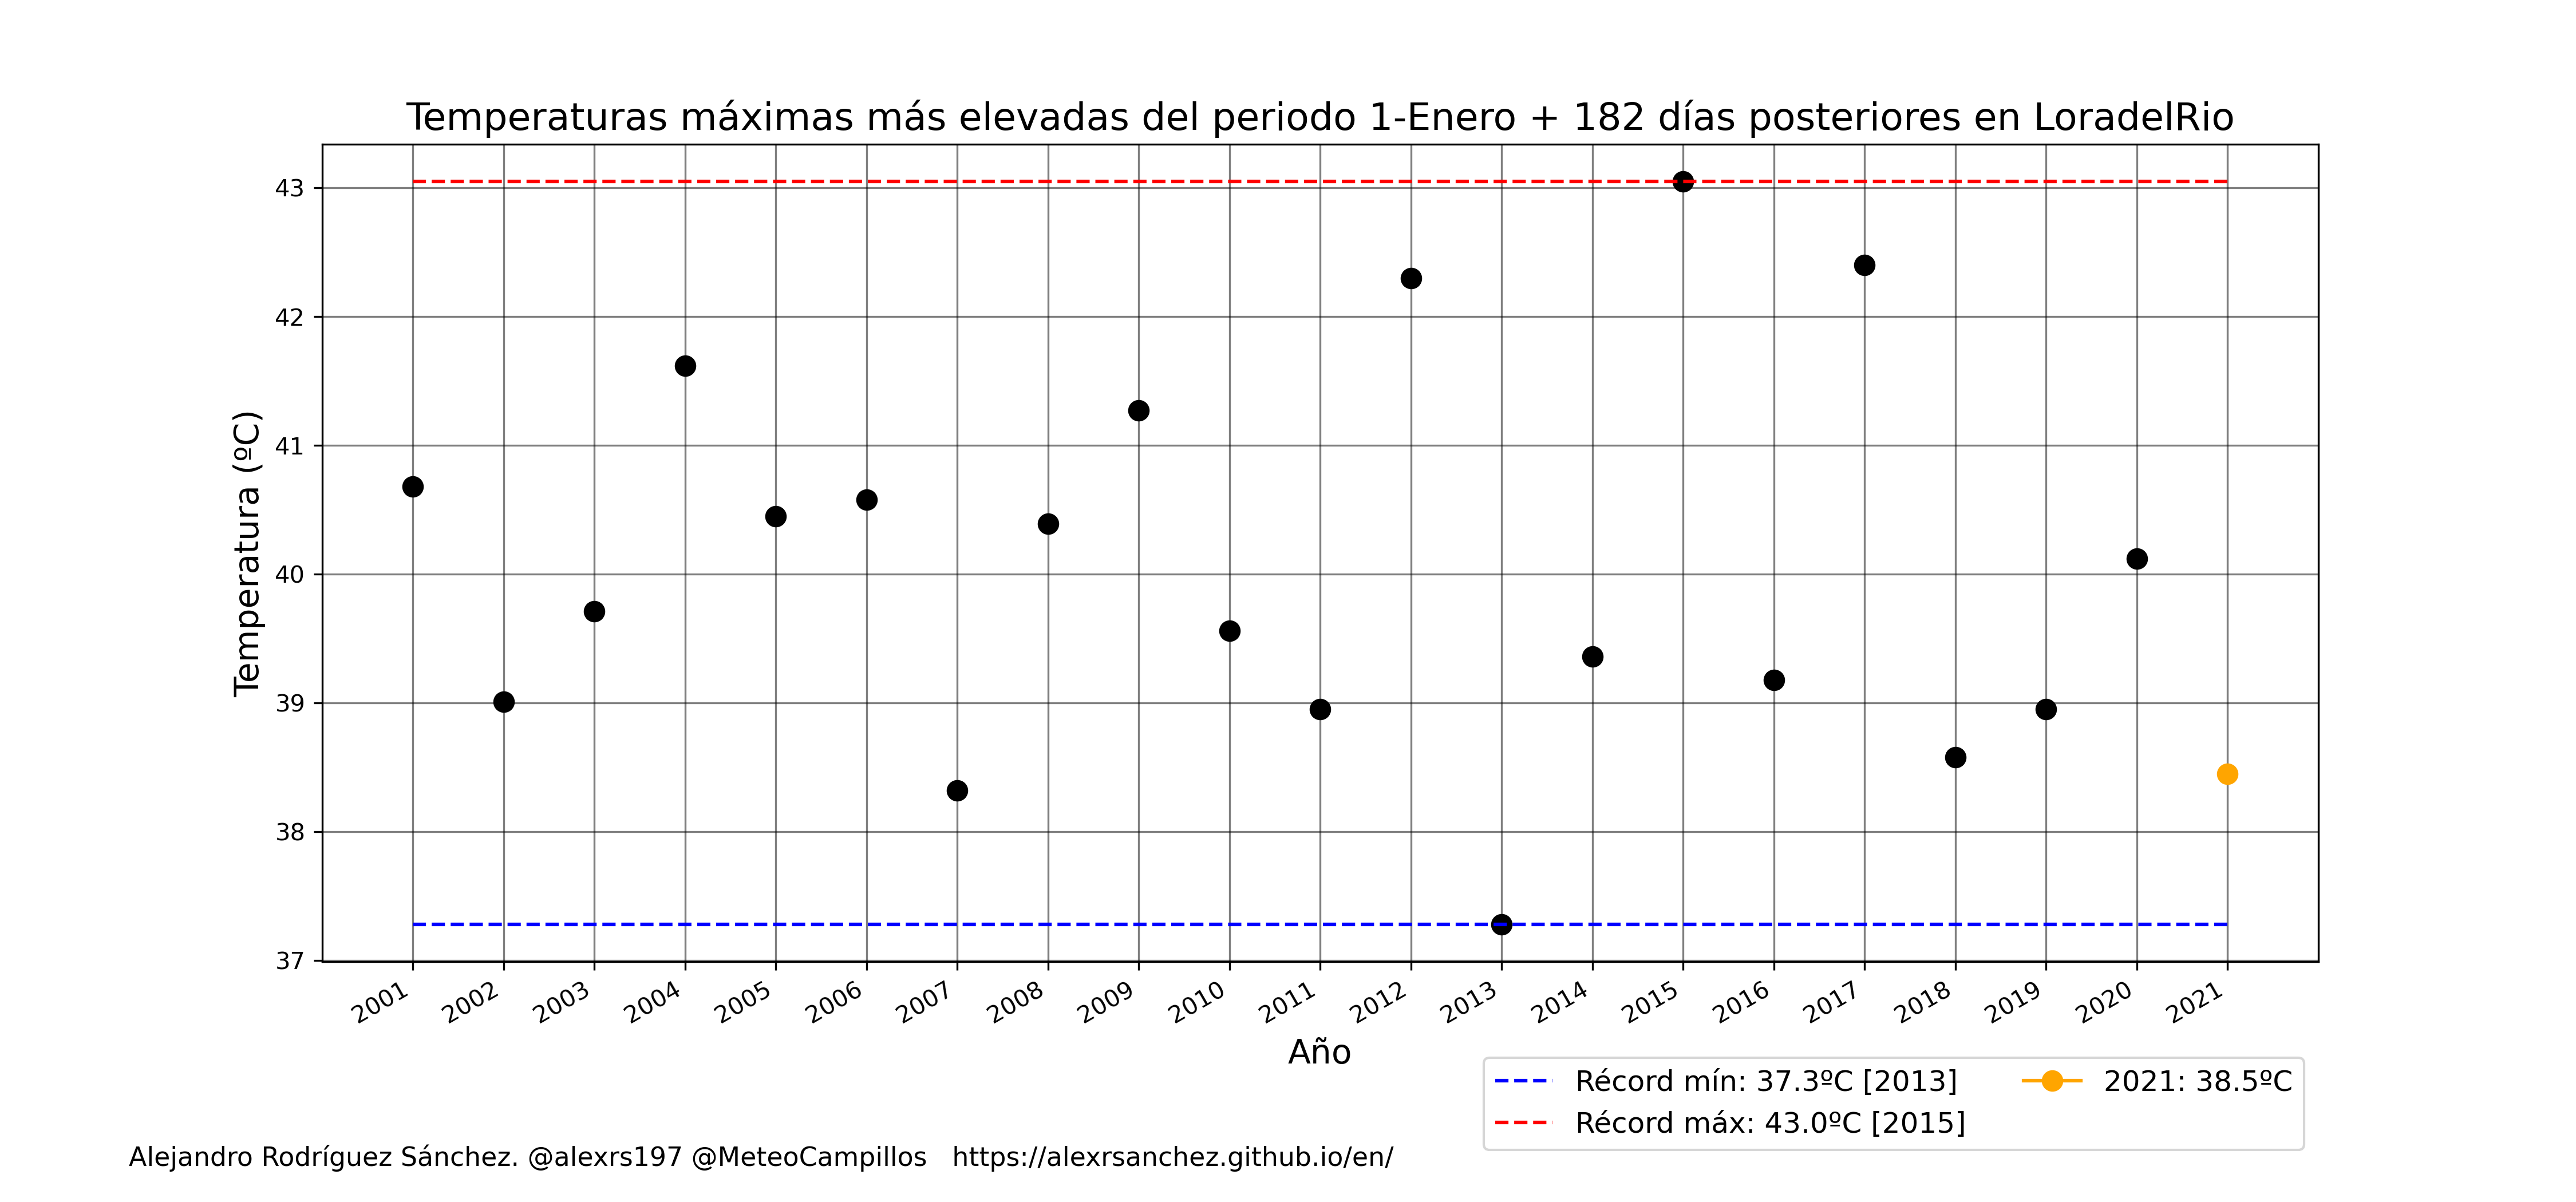 Temperaturas máximas más elevadas del periodo 1-Enero + 182 días posteriores en LoradelRio
Temperatura (ºC)
43
42
41
40
39
38
37
2001 2002 2003 2004 2005 2006 2007 2008 2009 2010 2011 2012 2013 2014 2015 2016 2017 2018 2019 2020 2021
Año
Récord mín: 37.3ºC [2013]
Récord máx: 43.0ºC [2015]
2021: 38.5ºC
Alejandro Rodríguez Sánchez. @alexrs197 @MeteoCampillos https://alexrsanchez.github.io/en/